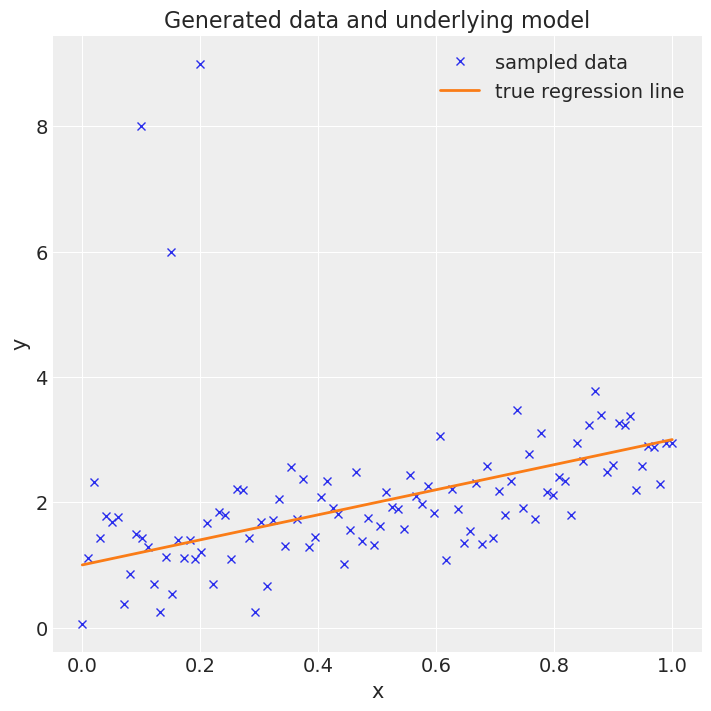 Generated data and underlying model
sampled data
true regression line
8
6
4
2
0
y
0.0 0.2 0.4 0.6 0.8 1.0
x